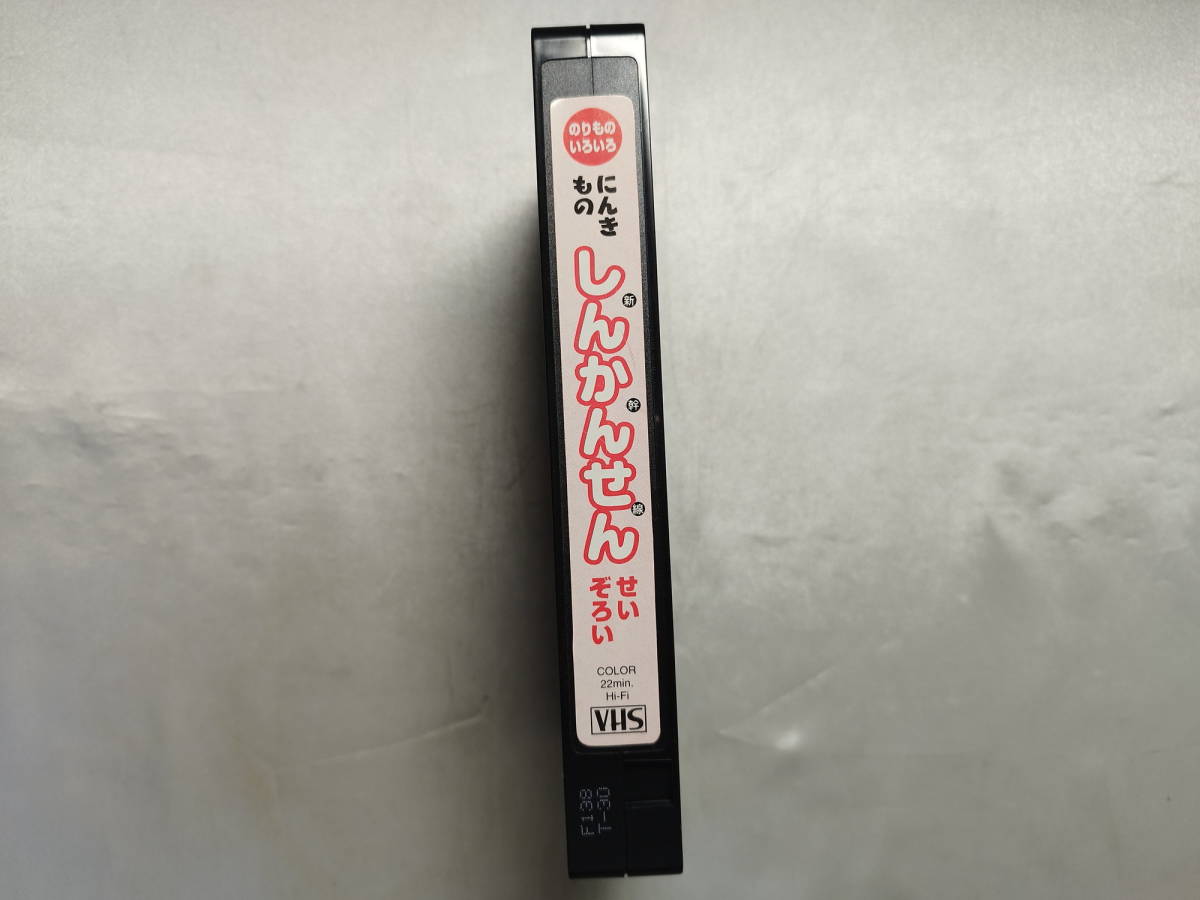 のりもの
いろいろ
にんき
もの
しんかんせん
新幹線
せい
ぞろい
COLOR
22min.
Hi-Fi
VHS
F138
T-30